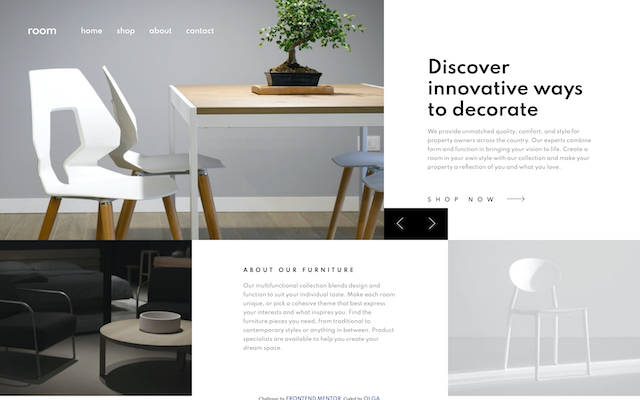 room
home shop about contact
Discover
innovative ways
to decorate
We provide unmatched quality, comfort, and style for
property owners across the country. Our experts combine
form and function in bringing your vision to life. Create a
room in your own style with our collection and make your
property a reflection of you and what you love.
SHOP NOW
ABOUT OUR FURNITURE
Our multifunctional collection blends design and
function to suit your individual taste. Make each room
unique, or pick a cohesive theme that best express
your interests and what inspires you. Find the
furniture pieces you need, from traditional to
contemporary styles or anything in between. Product
specialists are available to help you create your
dream space.
Challenge by FRONTEND MENTOR. Coded by OLGA.